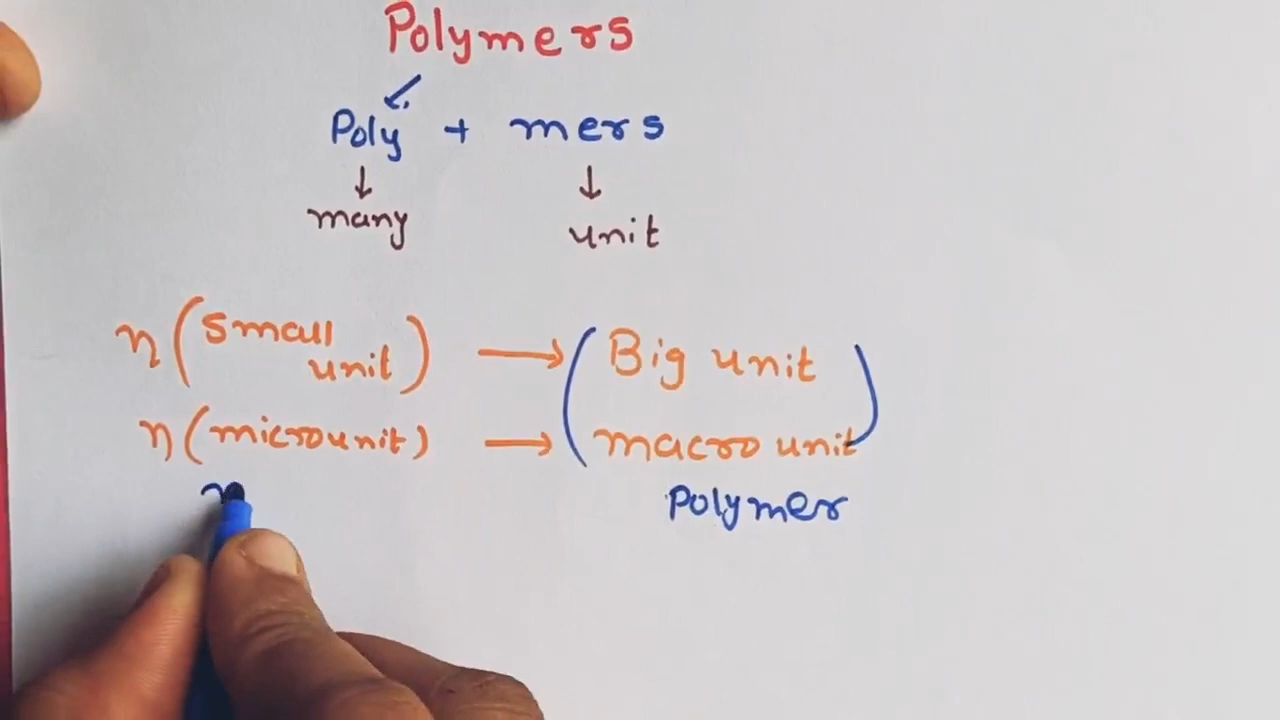 Polymers
Poly + mers
many unit
n(small unit) → (Big unit
n(microunit) → macro unit)
Polymer